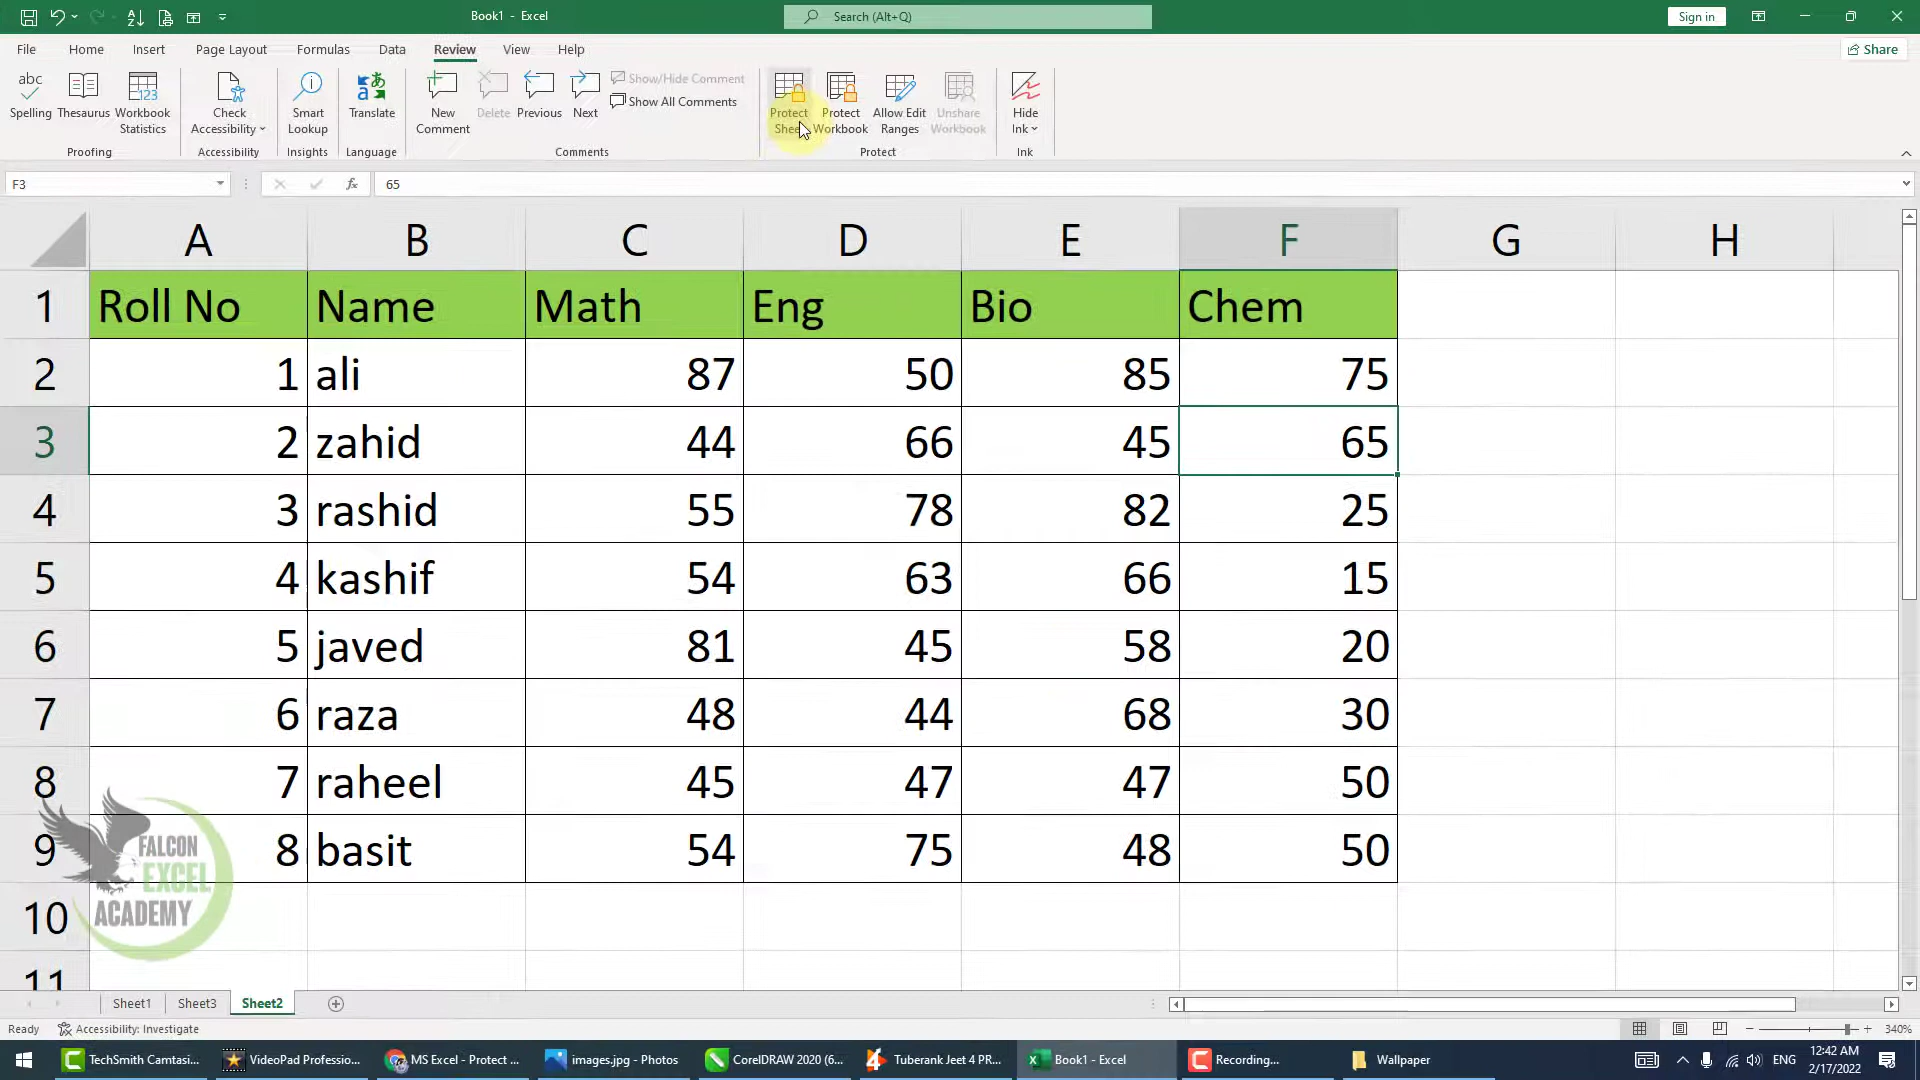 Book1 - Excel
Search (Alt+Q)
Sign in
File Home Insert Page Layout Formulas Data Review View Help
Share
abc
Spelling
Thesaurus
123
Workbook
Statistics
Check
Accessibility
Smart
Lookup
Translate
New
Comment
Delete
Previous
Next
Show/Hide Comment
Show All Comments
Protect
Sheet
Protect
Workbook
Allow Edit
Ranges
Unshare
Workbook
Hide
Ink
Proofing Accessibility Insights Language Comments Protect Ink
F3 fx 65
A B C D E F G H
1 Roll No Name Math Eng Bio Chem
2 1 ali 87 50 85 75
3 2 zahid 44 66 45 65
4 3 rashid 55 78 82 25
5 4 kashif 54 63 66 15
6 5 javed 81 45 58 20
7 6 raza 48 44 68 30
8 7 raheel 45 47 47 50
9 8 basit 54 75 48 50
10
11
FALCON
EXCEL
ACADEMY
Sheet1 Sheet3 Sheet2
Ready Accessibility: Investigate 340%
TechSmith Camtasi... VideoPad Professio... MS Excel - Protect ... images.jpg - Photos CorelDRAW 2020 (6... Tuberank Jeet 4 PR... Book1 - Excel Recording... Wallpaper ENG 12:42 AM
2/17/2022